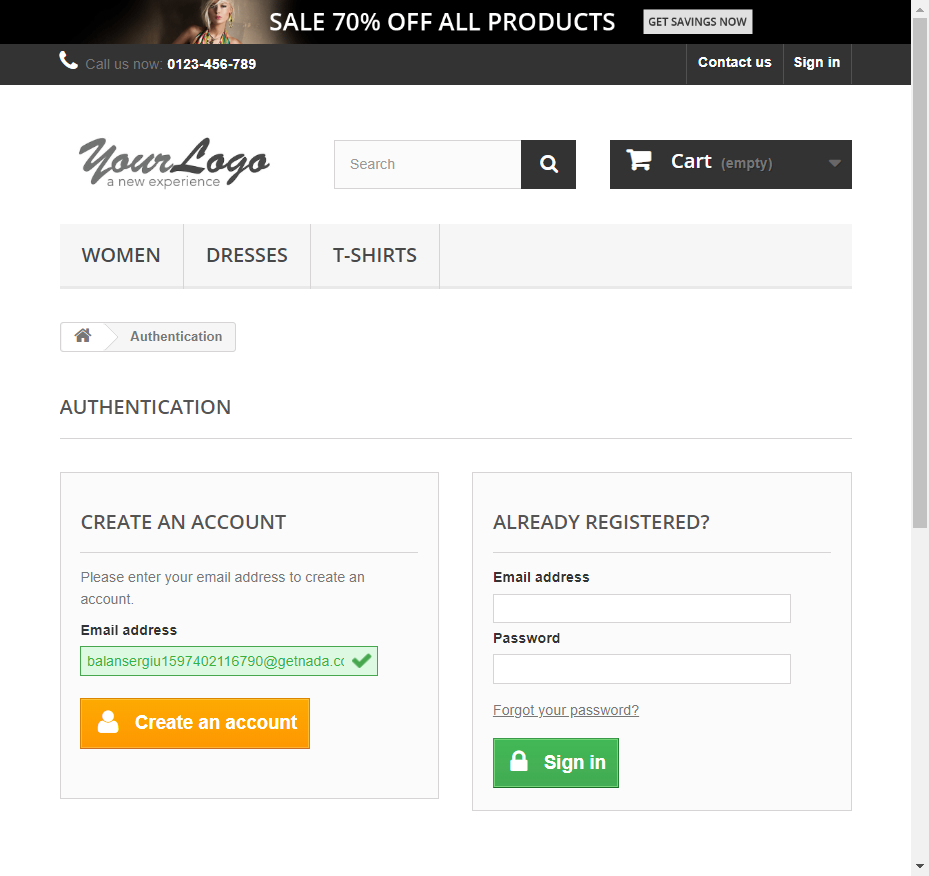 SALE 70% OFF ALL PRODUCTS GET SAVINGS NOW
Call us now: 0123-456-789 Contact us Sign in
YourLogo
a new experience
Search
Cart (empty)
WOMEN DRESSES T-SHIRTS
Authentication
AUTHENTICATION
CREATE AN ACCOUNT
Please enter your email address to create an
account.
Email address
balansergiu1597402116790@getnada.cc
Create an account
ALREADY REGISTERED?
Email address
Password
Forgot your password?
Sign in